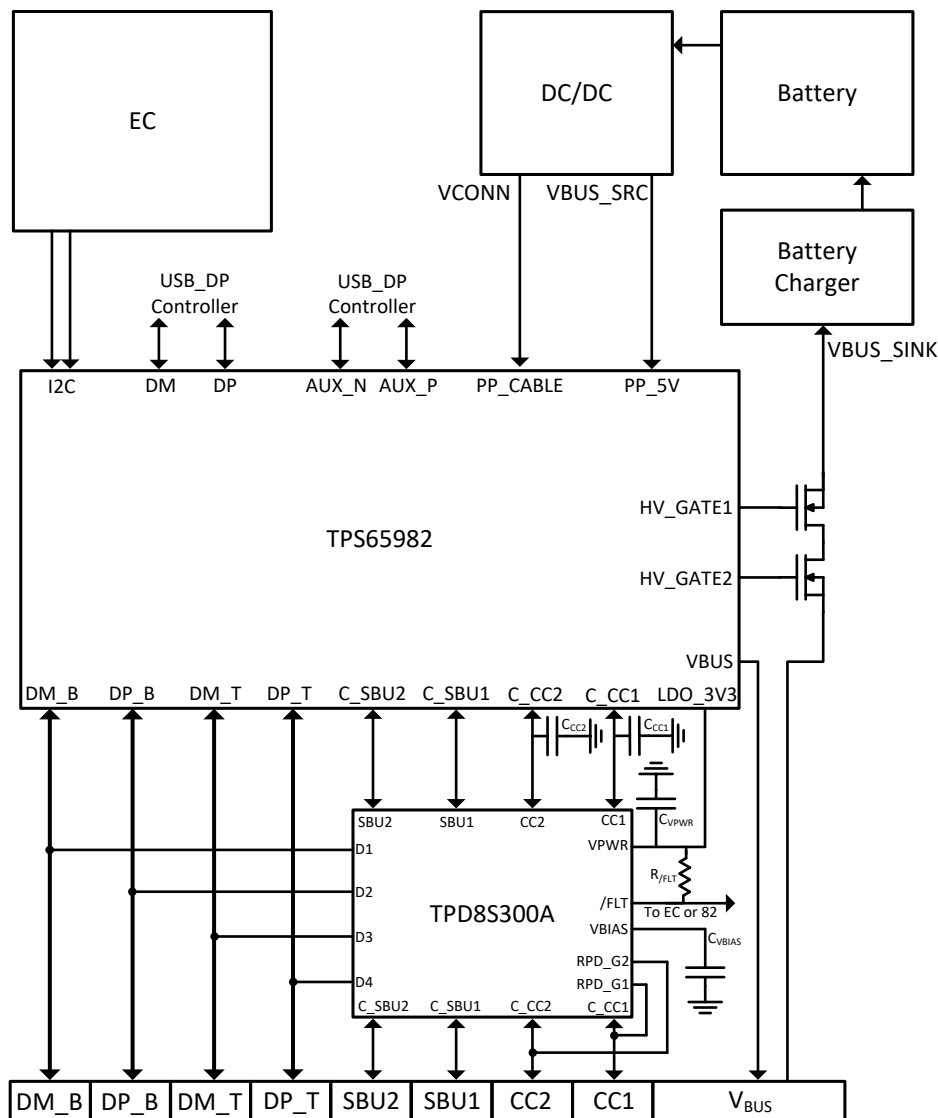 EC
DC/DC
Battery
VCONN
VBUS_SRC
Battery
Charger
USB_DP
Controller
USB_DP
Controller
VBUS_SINK
I2C
DM
DP
AUX_N
AUX_P
PP_CABLE
PP_5V
HV_GATE1
TPS65982
HV_GATE2
VBUS
DM_B
DP_B
DM_T
DP_T
C_SBU2
C_SBU1
C_CC2
C_CC1
LDO_3V3
CCC2
CCC1
CVPWR
SBU2
SBU1
CC2
CC1
VPWR
D1
R/FLT
D2
/FLT
To EC or 82
TPD8S300A
VBIAS
CVBIAS
D3
RPD_G2
RPD_G1
D4
C_SBU2
C_SBU1
C_CC2
C_CC1
DM_B
DP_B
DM_T
DP_T
SBU2
SBU1
CC2
CC1
VBUS